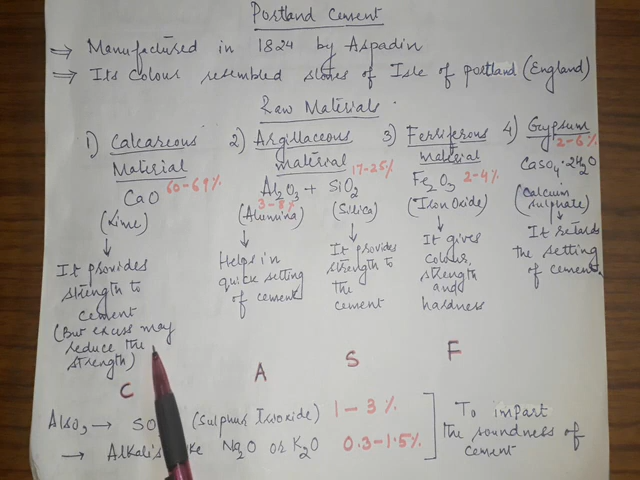 Portland Cement
⇒ Manufactured in 1824 by Aspadin
⇒ Its colour resembled stones of Isle of portland (England)
Raw Materials
1) Calcareous Material
CaO 60-69%
(Lime)
↓
It provides
strength to
cement
(But excess may
reduce the
strength)
2) Argillaceous
material
Al2O3 + SiO2 17-25%
3-8%
(Alumina) (Silica)
↓ ↓
Helps in
quick setting
of cement
It provides
strength to
the
cement
3) Ferriferous
material
Fe2O3 2-4%
(Iron Oxide)
↓
It gives
colour,
strength
and
hardness
4) Gypsum
2-6%
CaSO4·2H2O
(Calcuim
sulphate)
↓
It retards
the setting
of cement.
C A S F
Also, → SO (Sulphur Trioxide) 1-3%
→ Alkalis ke Na2O or K2O 0.3-1.5%
To impart
the soundness of
cement